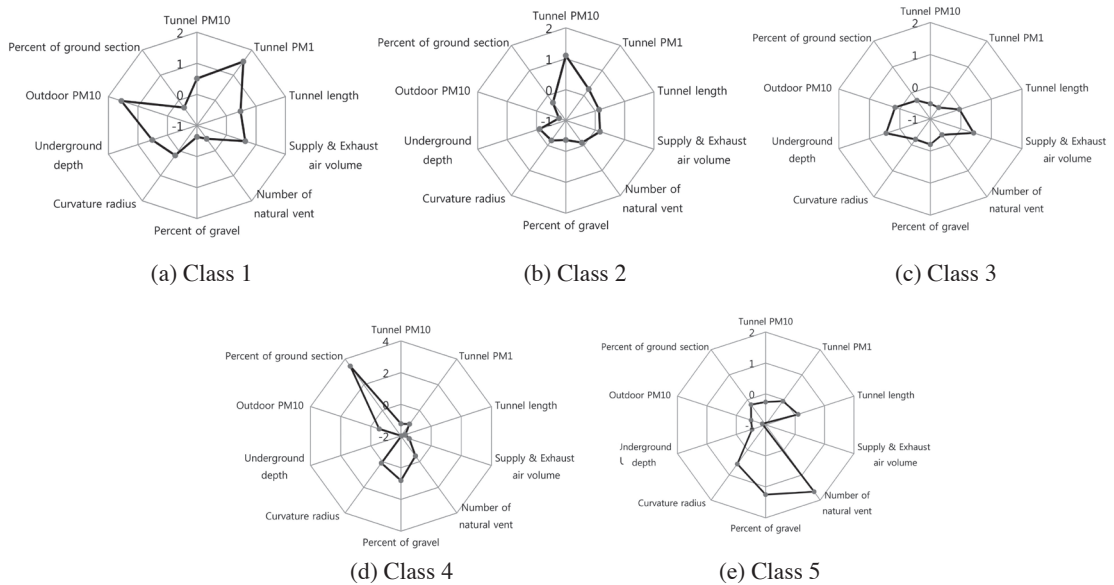 Tunnel PM10
2
Percent of ground section
Tunnel PM1
1
Outdoor PM10
0
Tunnel length
-1
Underground
depth
Supply & Exhaust
air volume
Curvature radius
Number of
natural vent
Percent of gravel
(a) Class 1
Tunnel PM10
2
Percent of ground section
Tunnel PM1
1
Outdoor PM10
0
Tunnel length
-1
Underground
depth
Supply & Exhaust
air volume
Curvature radius
Number of
natural vent
Percent of gravel
(b) Class 2
Tunnel PM10
2
Percent of ground section
Tunnel PM1
1
Outdoor PM10
0
Tunnel length
-1
Underground
depth
Supply & Exhaust
air volume
Curvature radius
Number of
natural vent
Percent of gravel
(c) Class 3
Tunnel PM10
4
Percent of ground section
Tunnel PM1
2
Outdoor PM10
0
Tunnel length
-2
Underground
depth
Supply & Exhaust
air volume
Curvature radius
Number of
natural vent
Percent of gravel
(d) Class 4
Tunnel PM10
2
Percent of ground section
Tunnel PM1
1
Outdoor PM10
0
Tunnel length
-1
Underground
depth
Supply & Exhaust
air volume
Curvature radius
Number of
natural vent
Percent of gravel
(e) Class 5